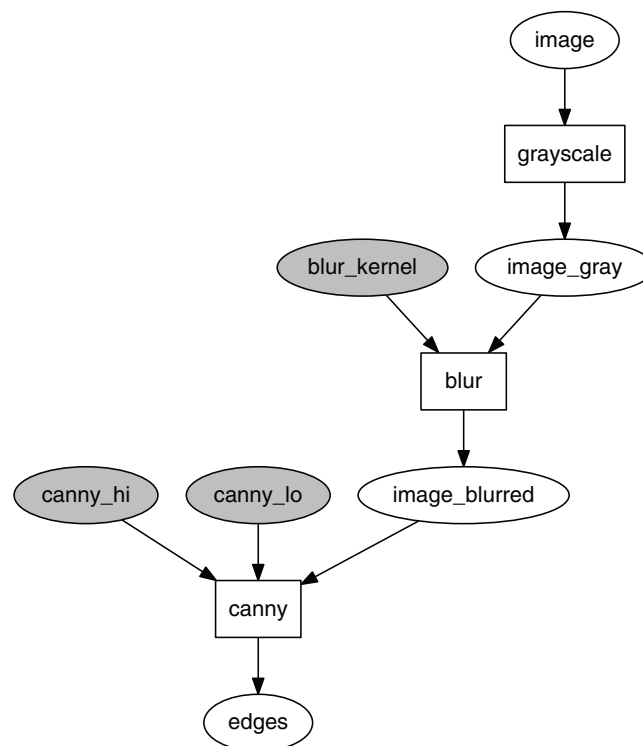 image
grayscale
blur_kernel
image_gray
blur
canny_hi
canny_lo
image_blurred
canny
edges